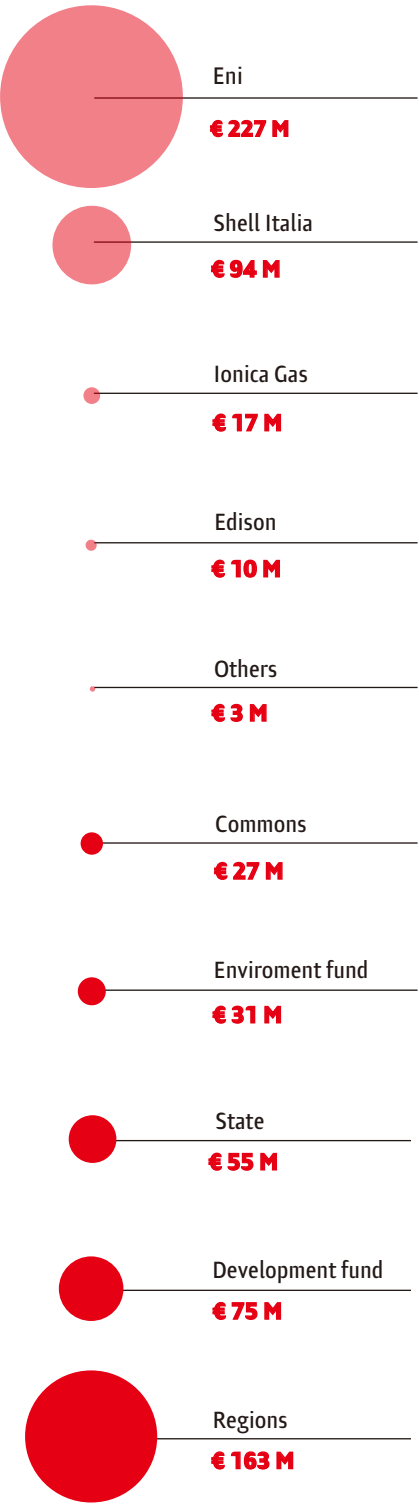 Eni
€ 227 M
Shell Italia
€ 94 M
Ionica Gas
€ 17 M
Edison
€ 10 M
Others
€ 3 M
Commons
€ 27 M
Enviroment fund
€ 31 M
State
€ 55 M
Development fund
€ 75 M
Regions
€ 163 M